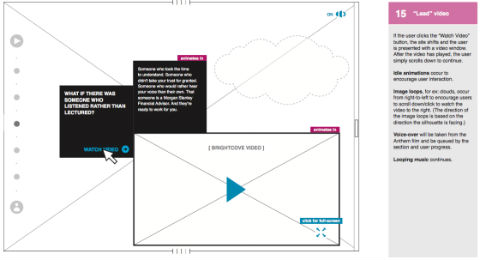 ON
animates in
Someone who took the time
to understand. Someone who
didn't take your trust for granted.
Someone who would rather hear
your voice than their own. That
someone is a Morgan Stanley
Financial Advisor. And they're
ready to work for you.
WHAT IF THERE WAS
SOMEONE WHO
LISTENED RATHER THAN
LECTURED?
WATCH VIDEO
animates in
[ BRIGHTCOVE VIDEO ]
click for full-screen
15 "Lead" video
If the user clicks the "Watch Video"
button, the silo shifts and the user
is presented with a video window.
After the video has played, the user
simply scrolls down to continue.
Idle animations occur to
encourage user interaction.
Image loops, for ex: clouds, occur
from right-to-left to encourage users
to scroll down/click to watch the
video to the right. (The direction of
the image loops is based on the
direction the silhouette is facing.)
Voice-over will be taken from the
Anthem film and be queued by the
section and user progress.
Looping music continues.